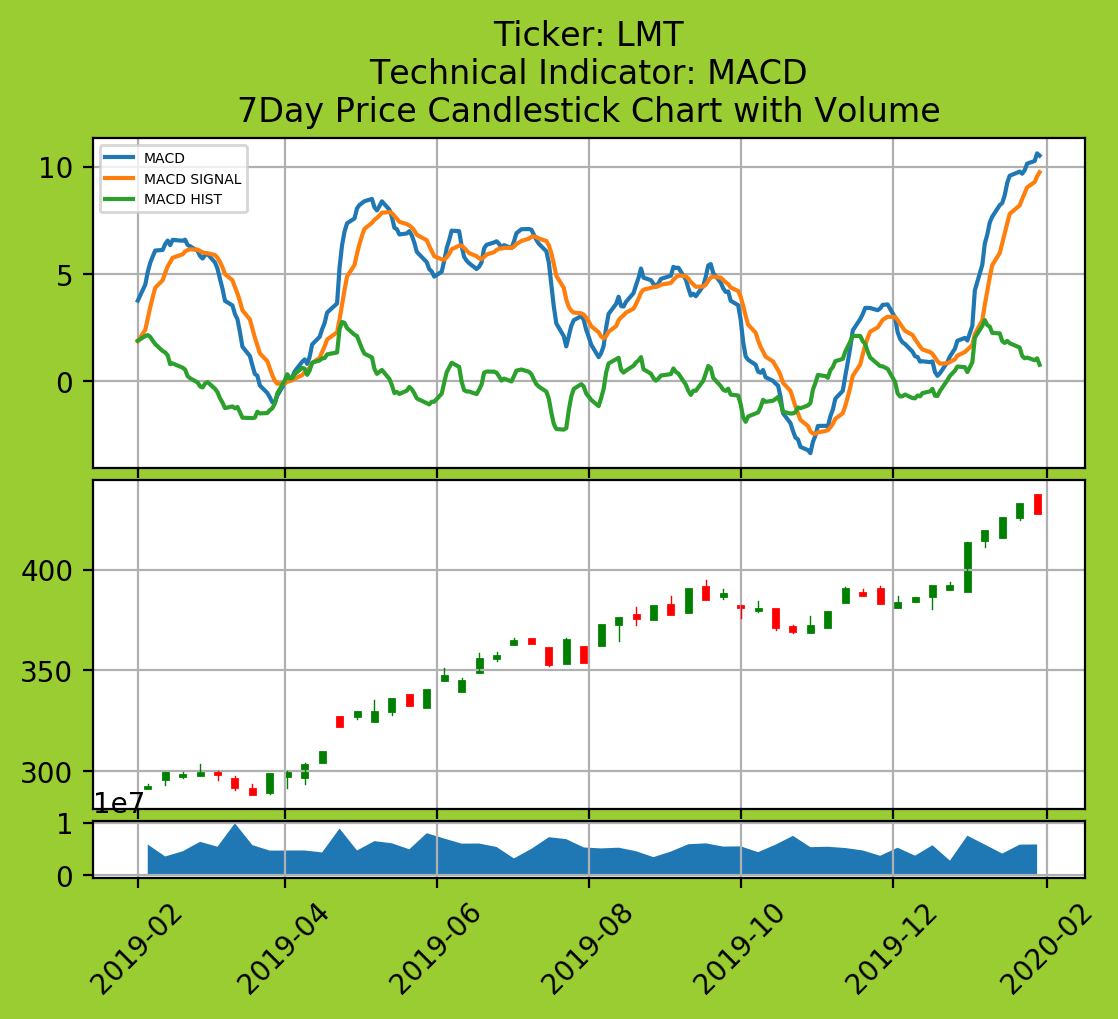 Ticker: LMT
Technical Indicator: MACD
7Day Price Candlestick Chart with Volume
MACD
MACD SIGNAL
MACD HIST
10
5
0
400
350
300
1e7
1
0
2019-02
2019-04
2019-06
2019-08
2019-10
2019-12
2020-02